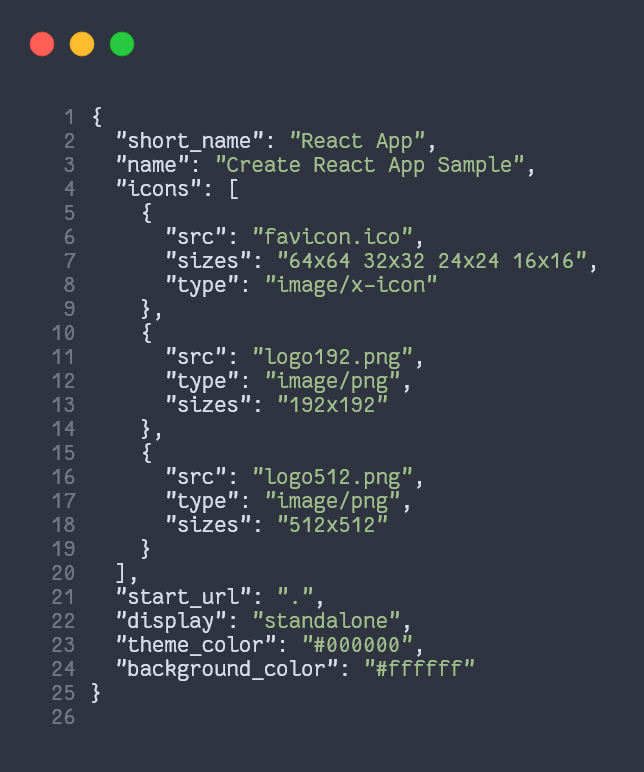 1 {
2   "short_name": "React App",
3   "name": "Create React App Sample",
4   "icons": [
5     {
6       "src": "favicon.ico",
7       "sizes": "64x64 32x32 24x24 16x16",
8       "type": "image/x-icon"
9     },
10     {
11       "src": "logo192.png",
12       "type": "image/png",
13       "sizes": "192x192"
14     },
15     {
16       "src": "logo512.png",
17       "type": "image/png",
18       "sizes": "512x512"
19     }
20   ],
21   "start_url": ".",
22   "display": "standalone",
23   "theme_color": "#000000",
24   "background_color": "#ffffff"
25 }
26